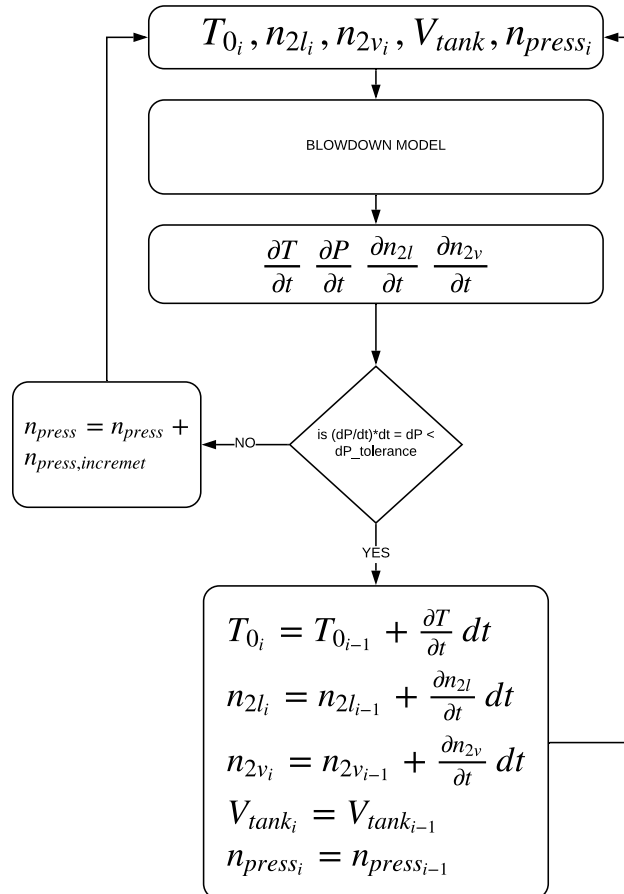 T_{0_i}, n_{2l_i}, n_{2v_i}, V_{tank}, n_{press_i}
BLOWDOWN MODEL
∂T/∂t ∂P/∂t ∂n_{2l}/∂t ∂n_{2v}/∂t
is (dP/dt)*dt = dP <
dP_tolerance
NO
n_{press} = n_{press} +
n_{press,incremet}
YES
T_{0_i} = T_{0_{i−1}} + ∂T/∂t dt
n_{2l_i} = n_{2l_{i−1}} + ∂n_{2l}/∂t dt
n_{2v_i} = n_{2v_{i−1}} + ∂n_{2v}/∂t dt
V_{tank_i} = V_{tank_{i−1}}
n_{press_i} = n_{press_{i−1}}